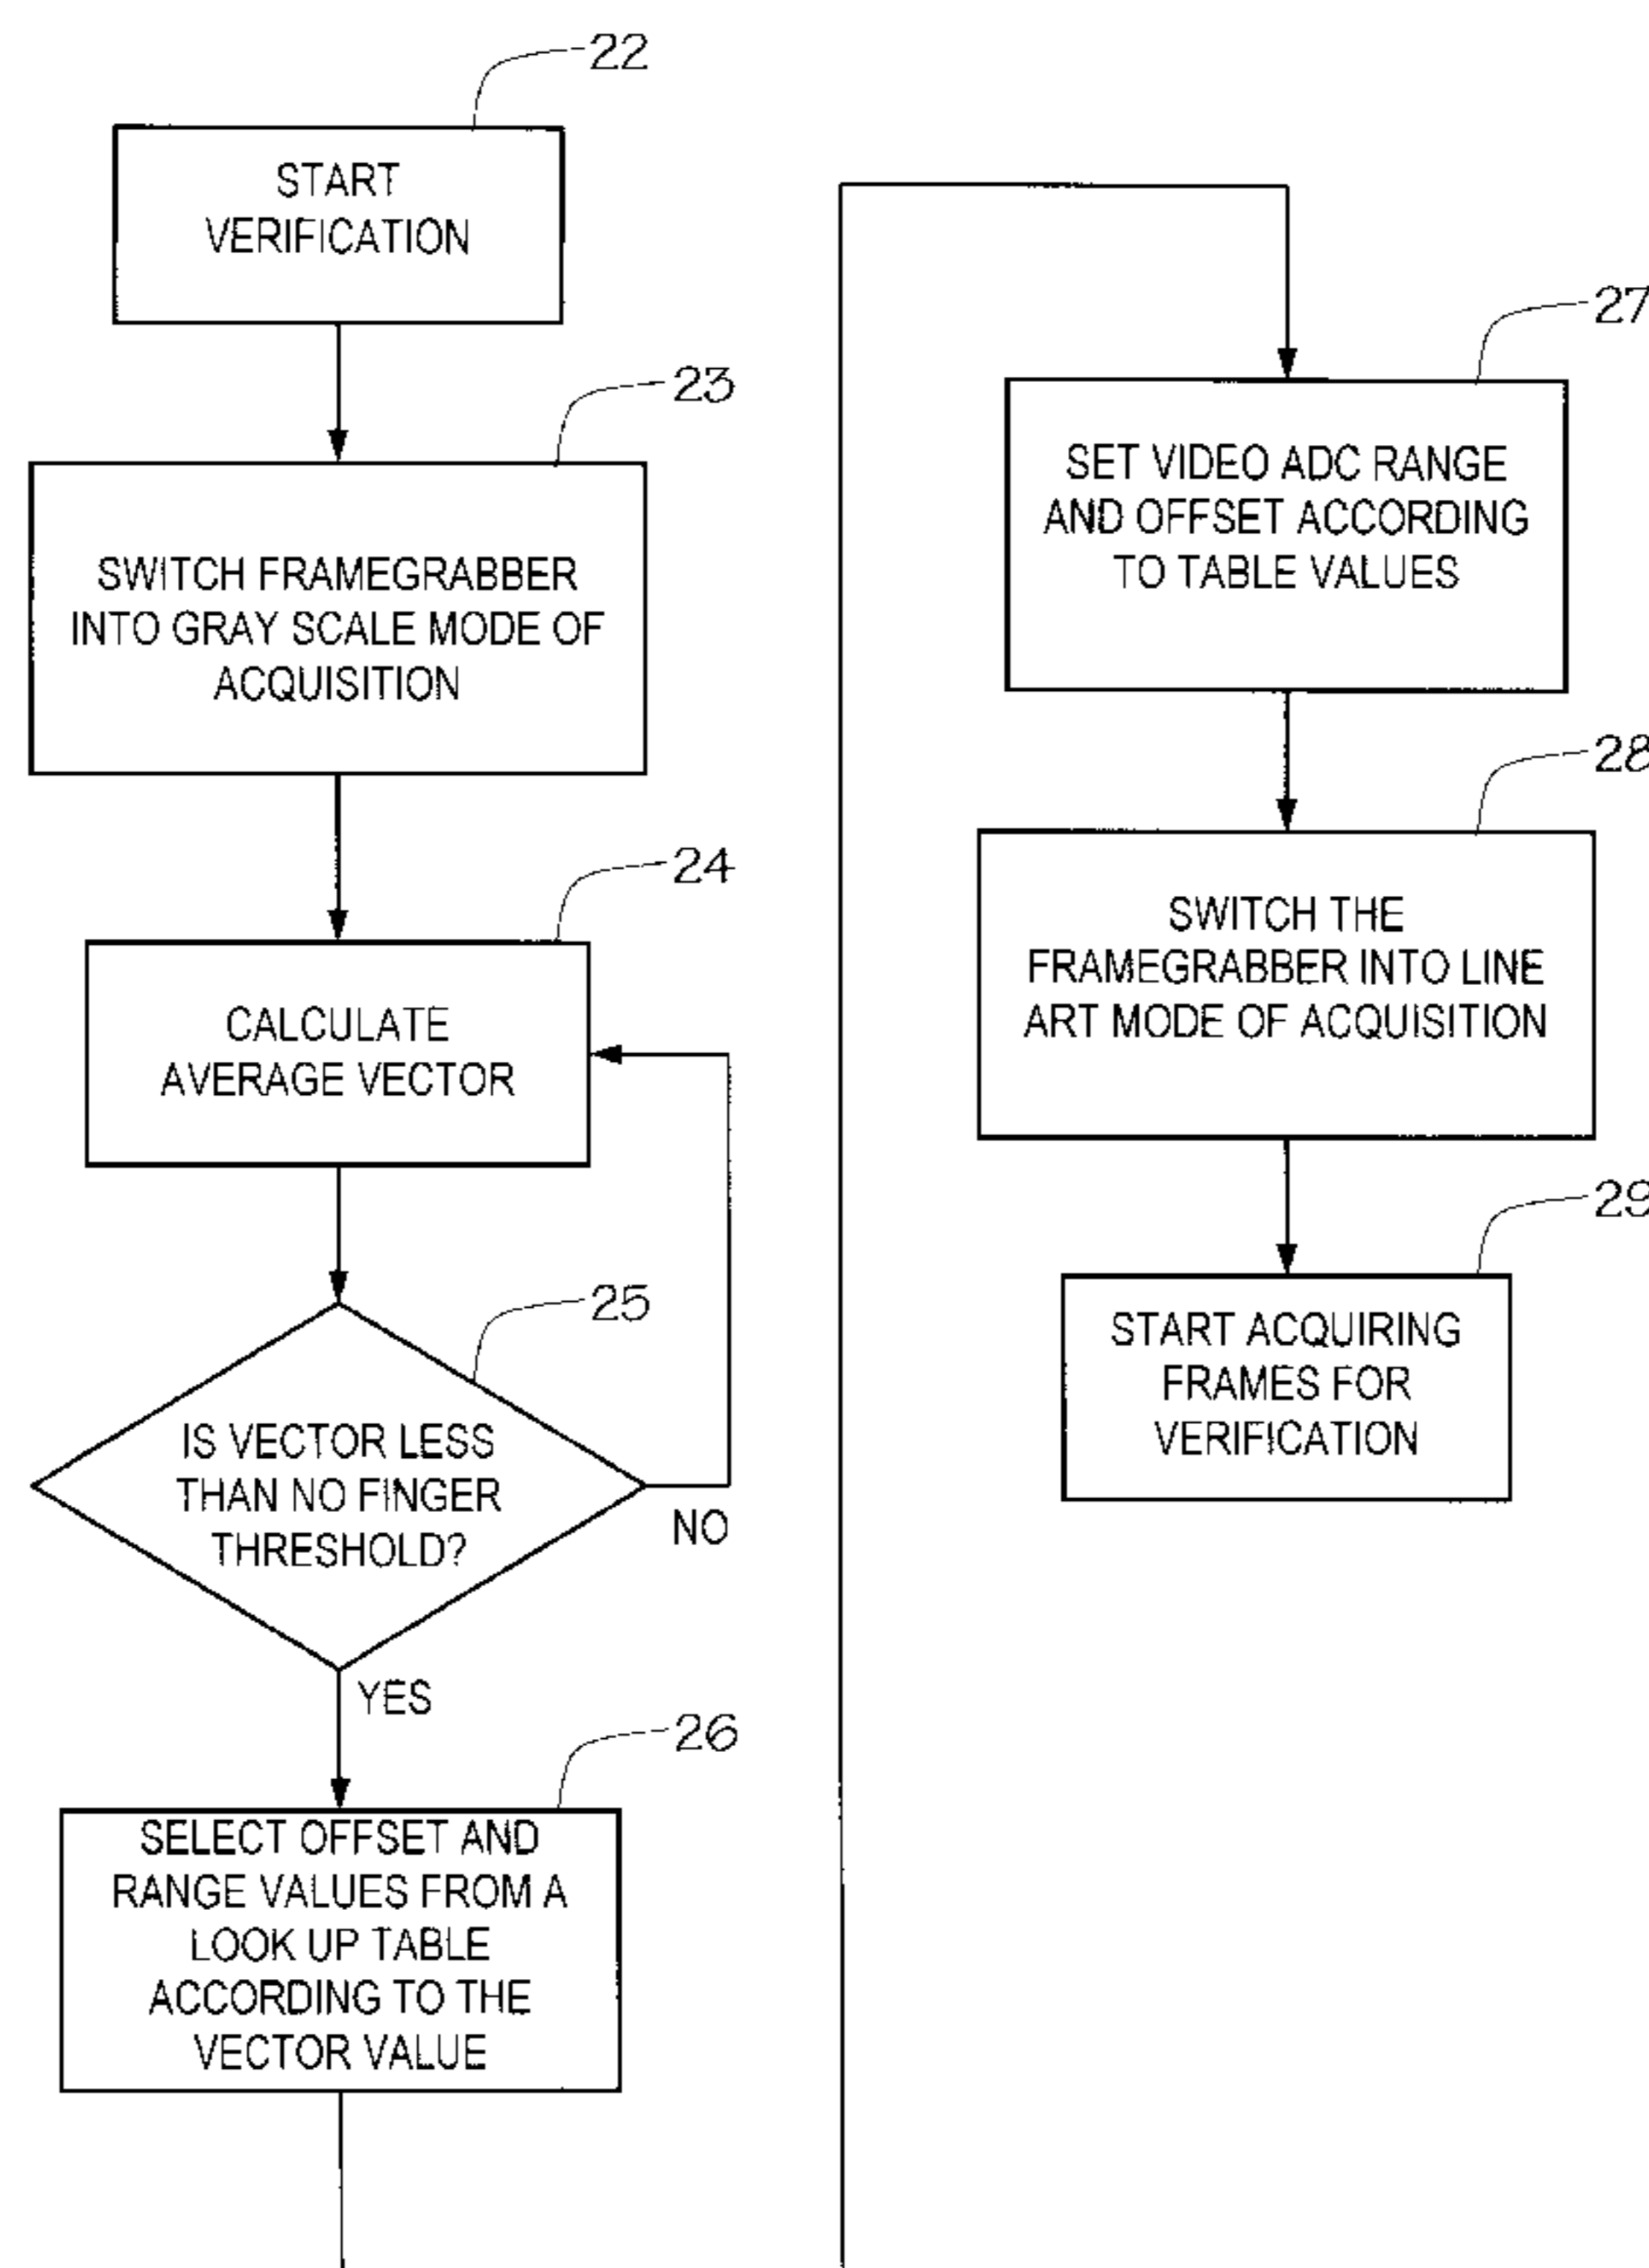 22
START
VERIFICATION
23
SWITCH FRAMEGRABBER
INTO GRAY SCALE MODE OF
ACQUISITION
24
CALCULATE
AVERAGE VECTOR
25
IS VECTOR LESS
THAN NO FINGER
THRESHOLD?
NO
YES
26
SELECT OFFSET AND
RANGE VALUES FROM A
LOOK UP TABLE
ACCORDING TO THE
VECTOR VALUE
27
SET VIDEO ADC RANGE
AND OFFSET ACCORDING
TO TABLE VALUES
28
SWITCH THE
FRAMEGRABBER INTO LINE
ART MODE OF ACQUISITION
29
START ACQUIRING
FRAMES FOR
VERIFICATION